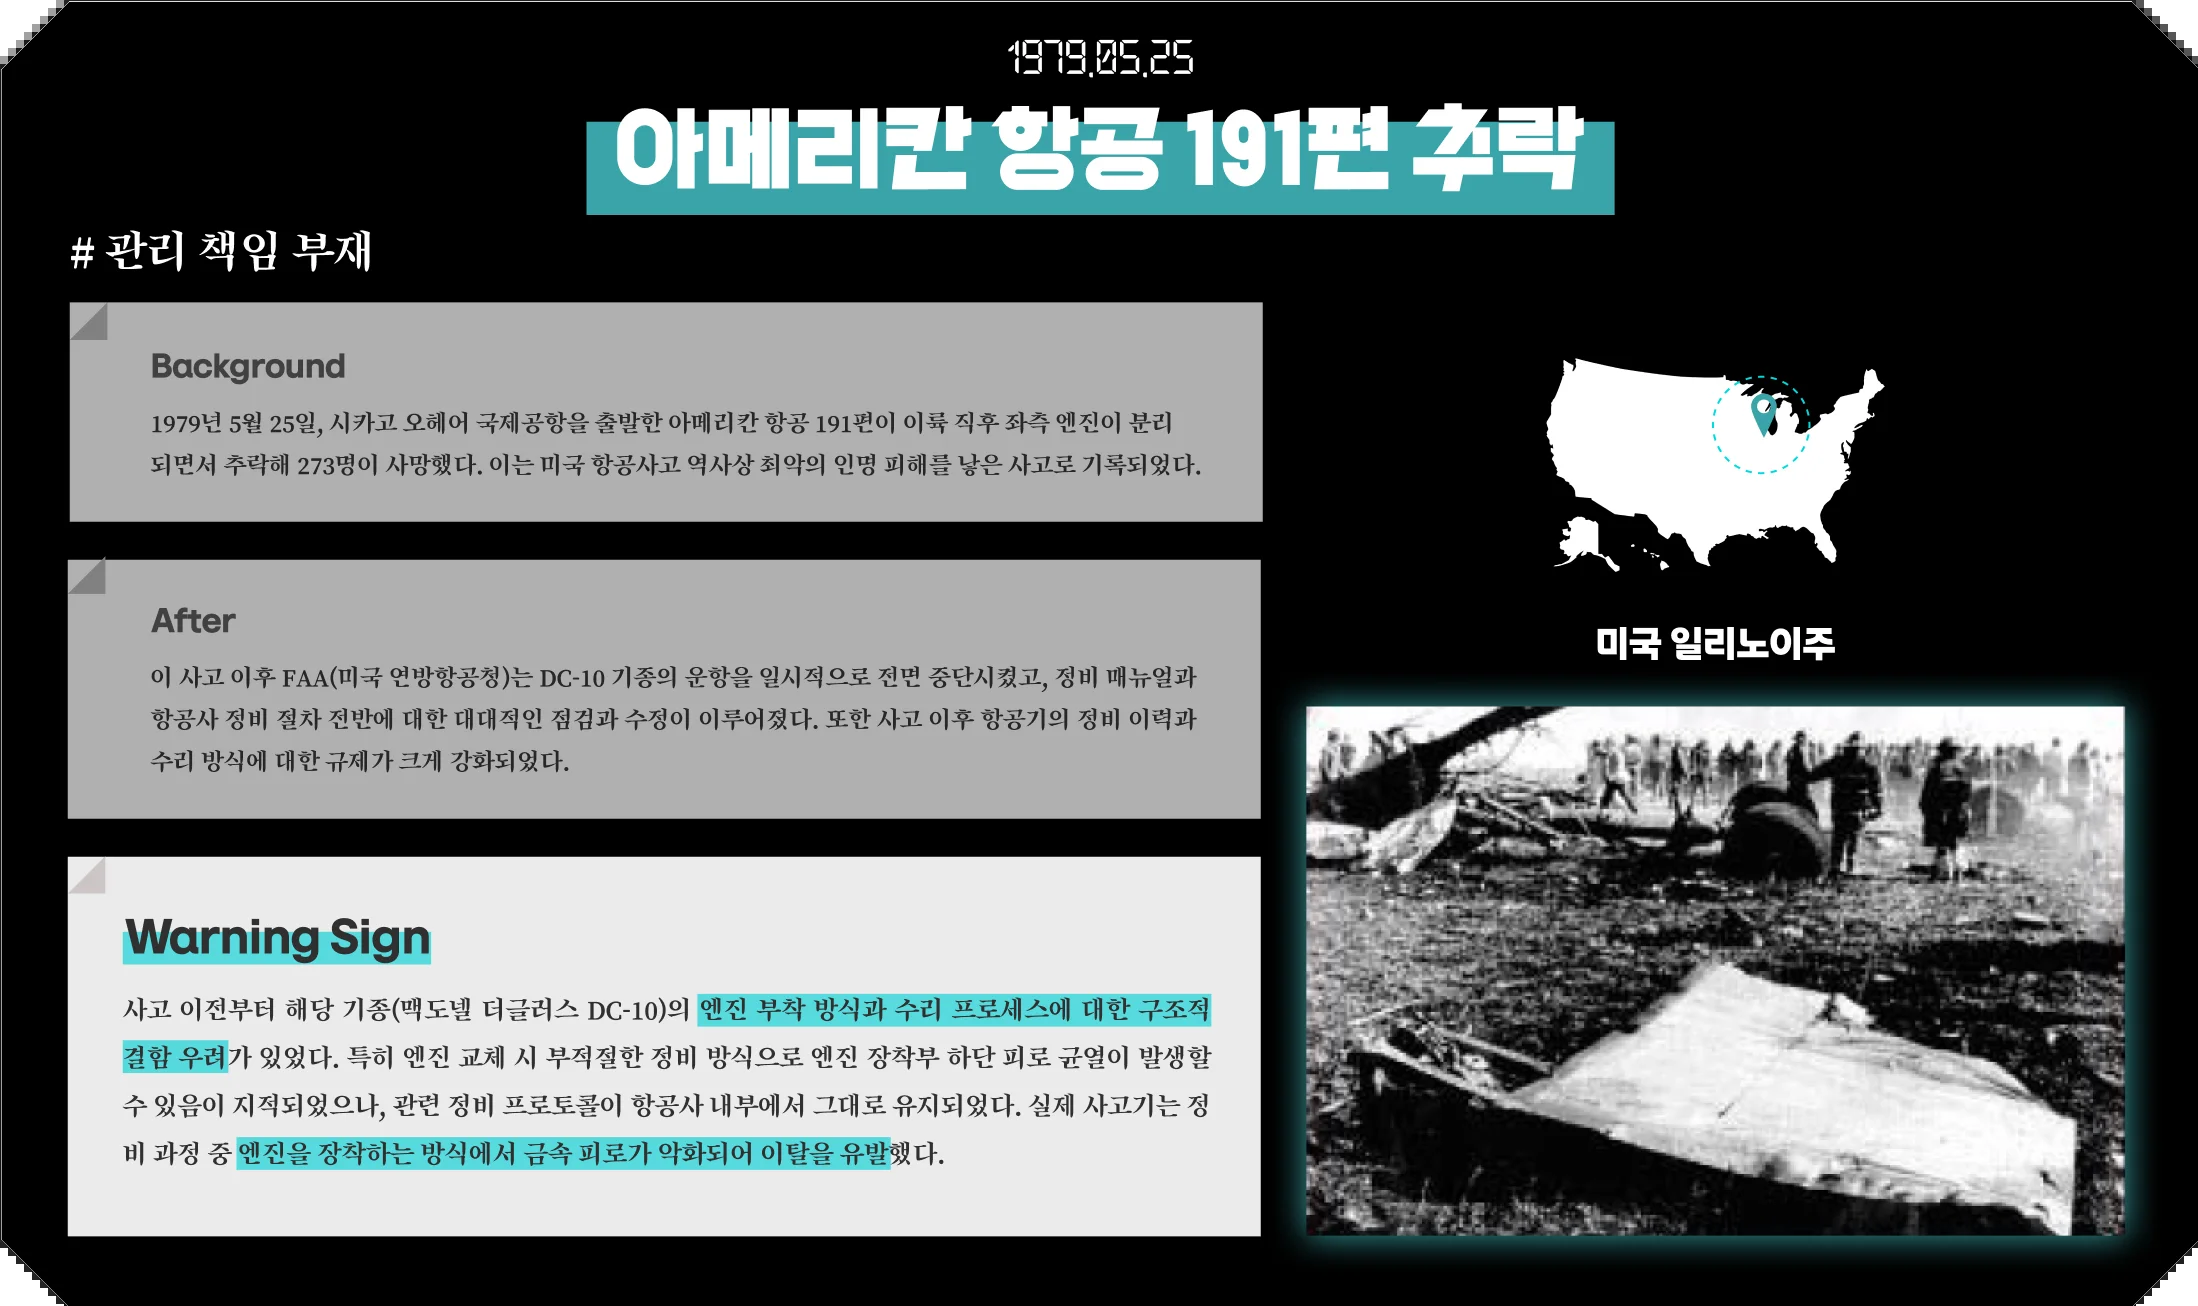 1979.05.25
아메리칸 항공 191편 추락
# 관리 책임 부재
Background
1979년 5월 25일, 시카고 오헤어 국제공항을 출발한 아메리칸 항공 191편이 이륙 직후 좌측 엔진이 분리
되면서 추락해 273명이 사망했다. 이는 미국 항공사고 역사상 최악의 인명 피해를 낳은 사고로 기록되었다.
After
이 사고 이후 FAA(미국 연방항공청)는 DC-10 기종의 운항을 일시적으로 전면 중단시켰고, 정비 매뉴얼과
항공사 정비 절차 전반에 대한 대대적인 점검과 수정이 이루어졌다. 또한 사고 이후 항공기의 정비 이력과
수리 방식에 대한 규제가 크게 강화되었다.
Warning Sign
사고 이전부터 해당 기종(맥도넬 더글러스 DC-10)의 엔진 부착 방식과 수리 프로세스에 대한 구조적
결함 우려가 있었다. 특히 엔진 교체 시 부적절한 정비 방식으로 엔진 장착부 하단 피로 균열이 발생할
수 있음이 지적되었으나, 관련 정비 프로토콜이 항공사 내부에서 그대로 유지되었다. 실제 사고기는 정
비 과정 중 엔진을 장착하는 방식에서 금속 피로가 악화되어 이탈을 유발했다.
미국 일리노이주